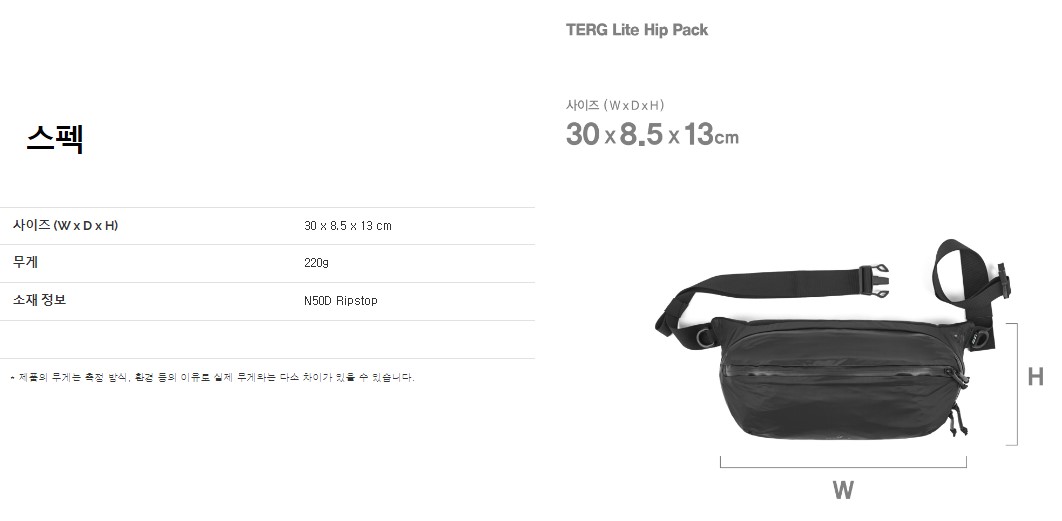 스펙
사이즈 (W x D x H) 30 x 8.5 x 13 cm
무게 220g
소재 정보 N50D Ripstop
* 제품의 무게는 측정 방식, 환경 등의 이유로 실제 무게와는 다소 차이가 있을 수 있습니다.
TERG Lite Hip Pack
사이즈 (W x D x H)
30 x 8.5 x 13cm
H
W